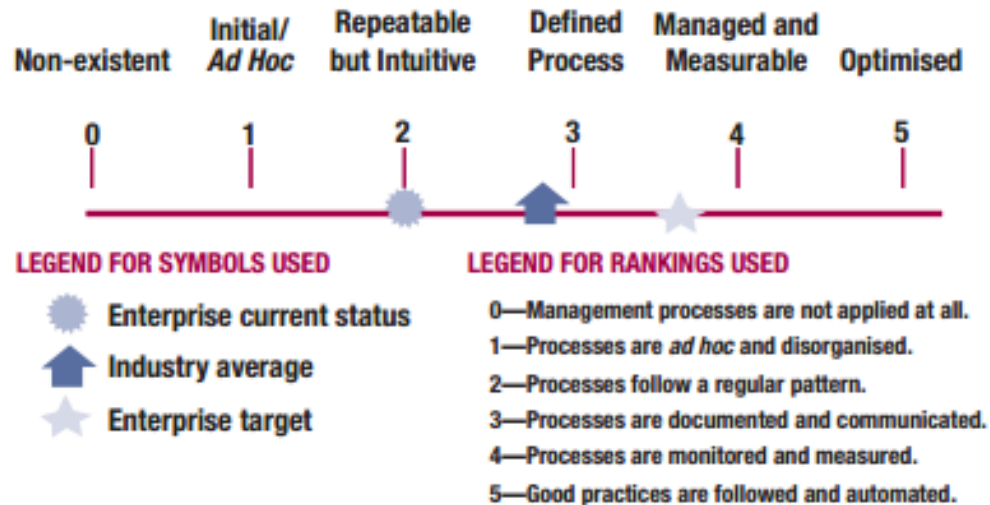 Non-existent
Initial/
Ad Hoc
Repeatable
but Intuitive
Defined
Process
Managed and
Measurable
Optimised
0 1 2 3 4 5
LEGEND FOR SYMBOLS USED
Enterprise current status
Industry average
Enterprise target
LEGEND FOR RANKINGS USED
0—Management processes are not applied at all.
1—Processes are ad hoc and disorganised.
2—Processes follow a regular pattern.
3—Processes are documented and communicated.
4—Processes are monitored and measured.
5—Good practices are followed and automated.